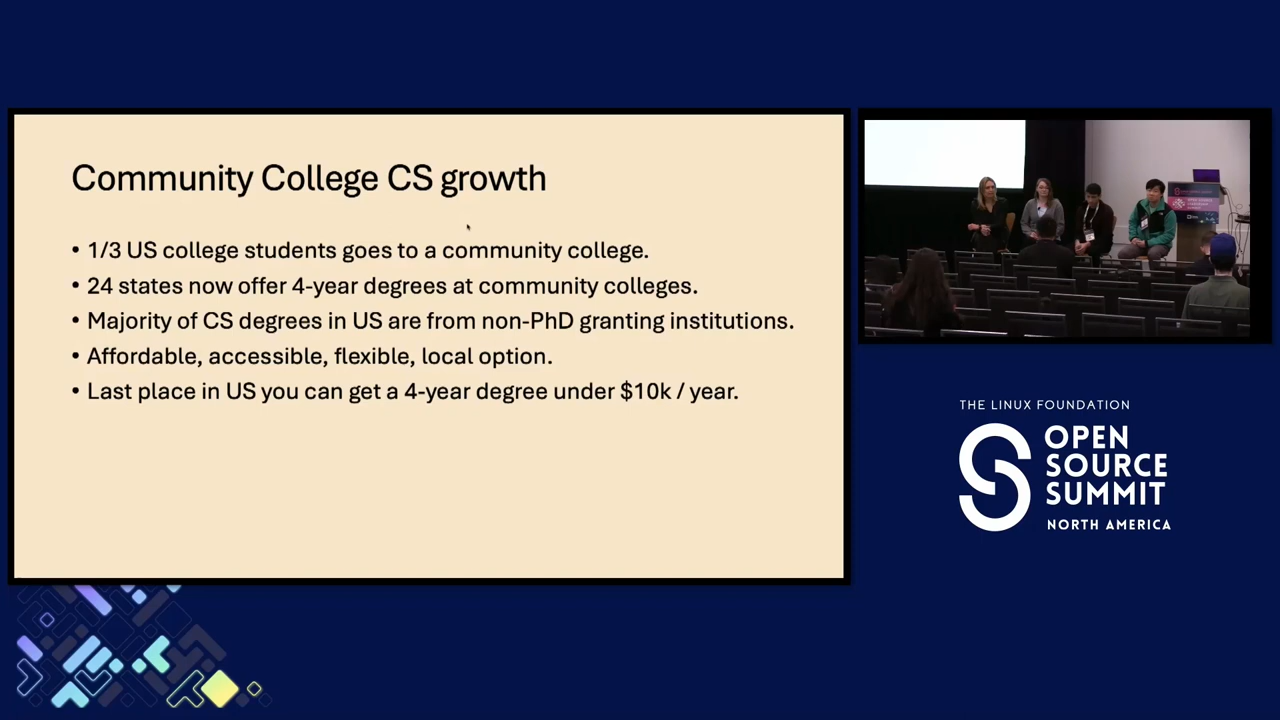 Community College CS growth
• 1/3 US college students goes to a community college.
• 24 states now offer 4-year degrees at community colleges.
• Majority of CS degrees in US are from non-PhD granting institutions.
• Affordable, accessible, flexible, local option.
• Last place in US you can get a 4-year degree under $10k / year.
THE LINUX FOUNDATION
OPEN
SOURCE
SUMMIT
NORTH AMERICA